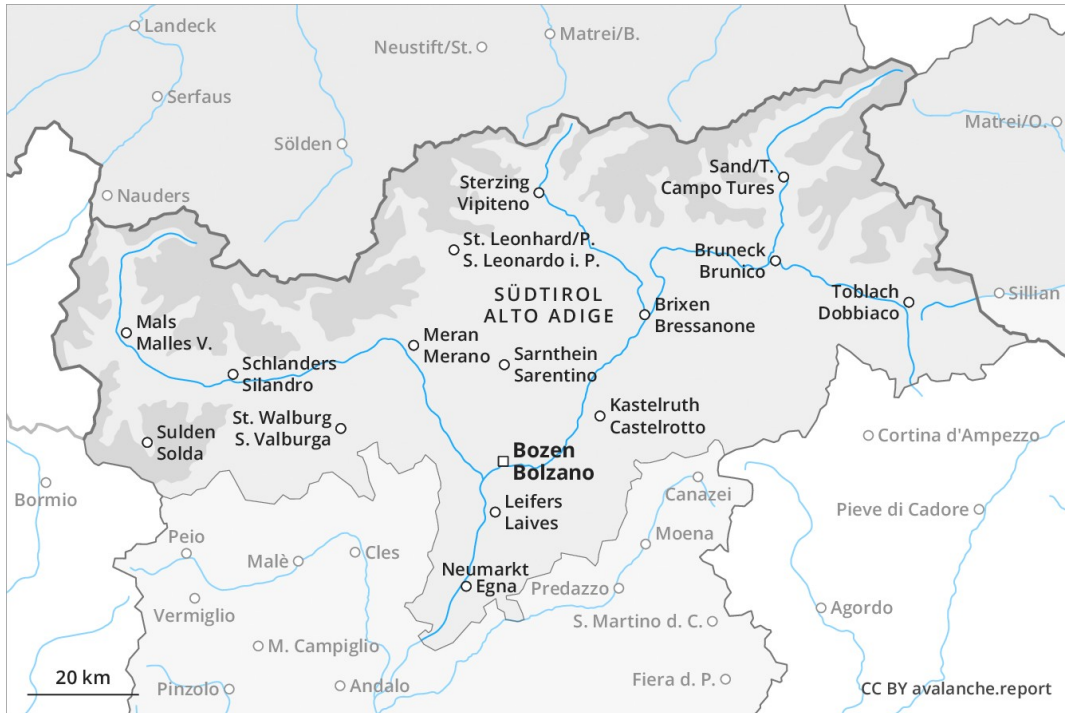 Landeck
Neustift/St.
Matrei/B.
Serfaus
Sölden
Matrei/O.
Nauders
Sterzing
Vipiteno
Sand/T.
Campo Tures
St. Leonhard/P.
S. Leonardo i. P.
Bruneck
Brunico
SÜDTIROL
ALTO ADIGE
Toblach
Dobbiaco
Sillian
Brixen
Bressanone
Mals
Malles V.
Meran
Merano
Schlanders
Silandro
Sarnthein
Sarentino
St. Walburg
S. Valburga
Kastelruth
Castelrotto
Sulden
Solda
Cortina d'Ampezzo
Bozen
Bolzano
Bormio
Canazei
Leifers
Laives
Pieve di Cadore
Peio
Malè
Cles
Moena
Neumarkt
Egna
Predazzo
Vermiglio
Agordo
S. Martino d. C.
M. Campiglio
20 km
Pinzolo
Andalo
Fiera d. P.
CC BY avalanche.report